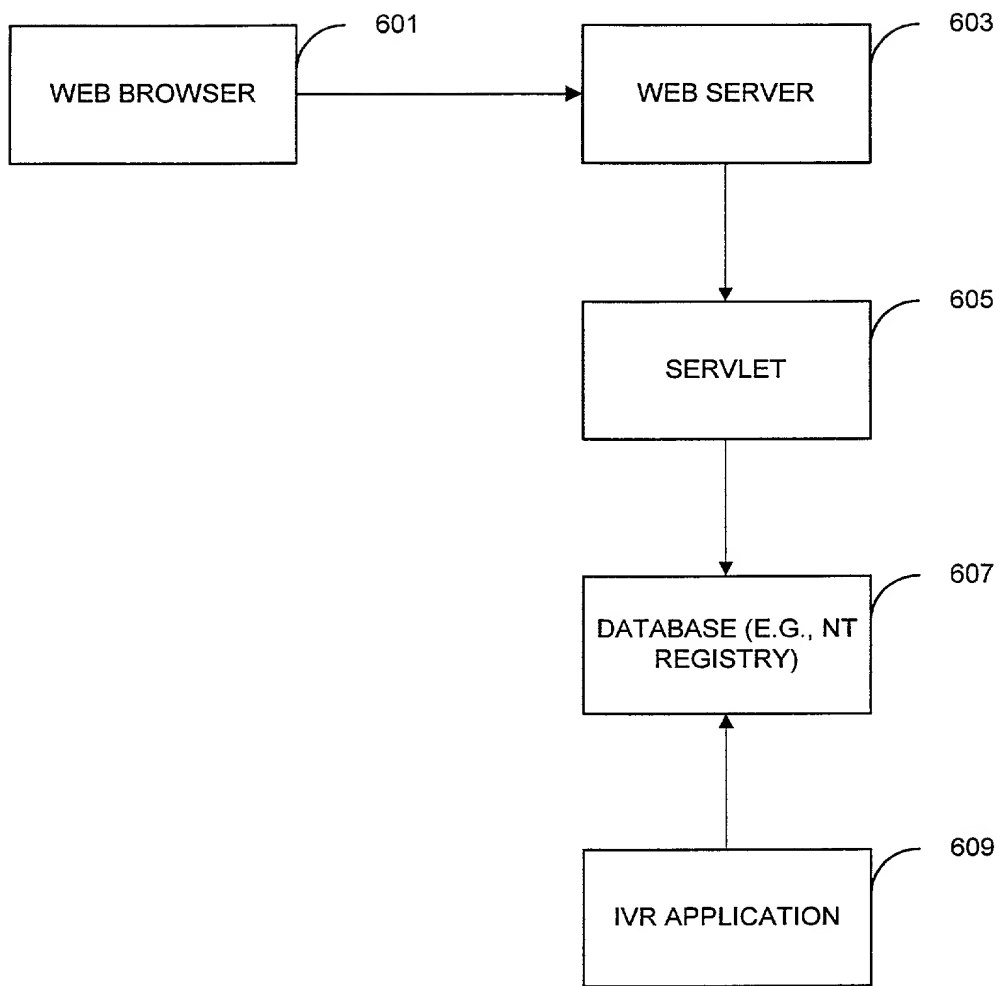 601
603
WEB BROWSER
WEB SERVER
605
SERVLET
607
DATABASE (E.G., NT
REGISTRY)
609
IVR APPLICATION